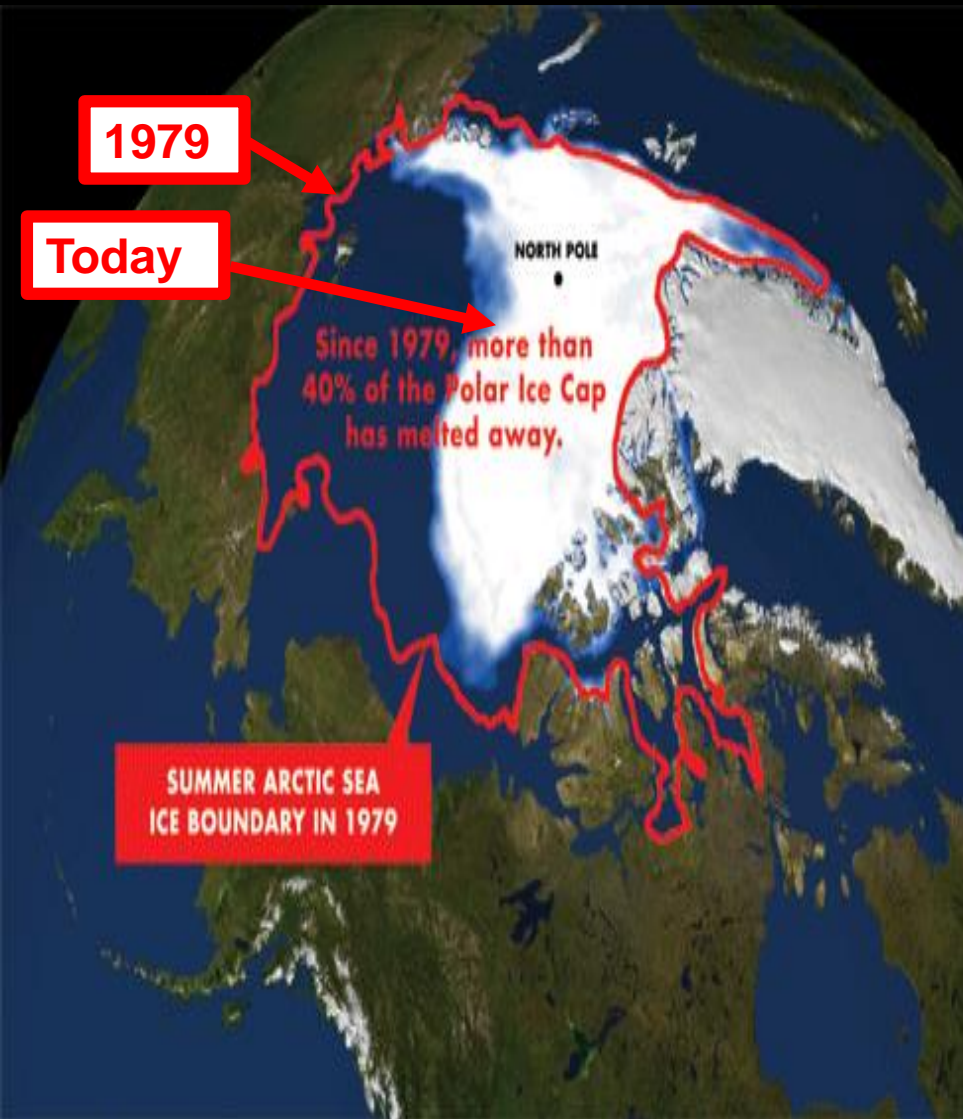 1979
Today
NORTH POLE
Since 1979, more than
40% of the Polar Ice Cap
has melted away.
SUMMER ARCTIC SEA
ICE BOUNDARY IN 1979